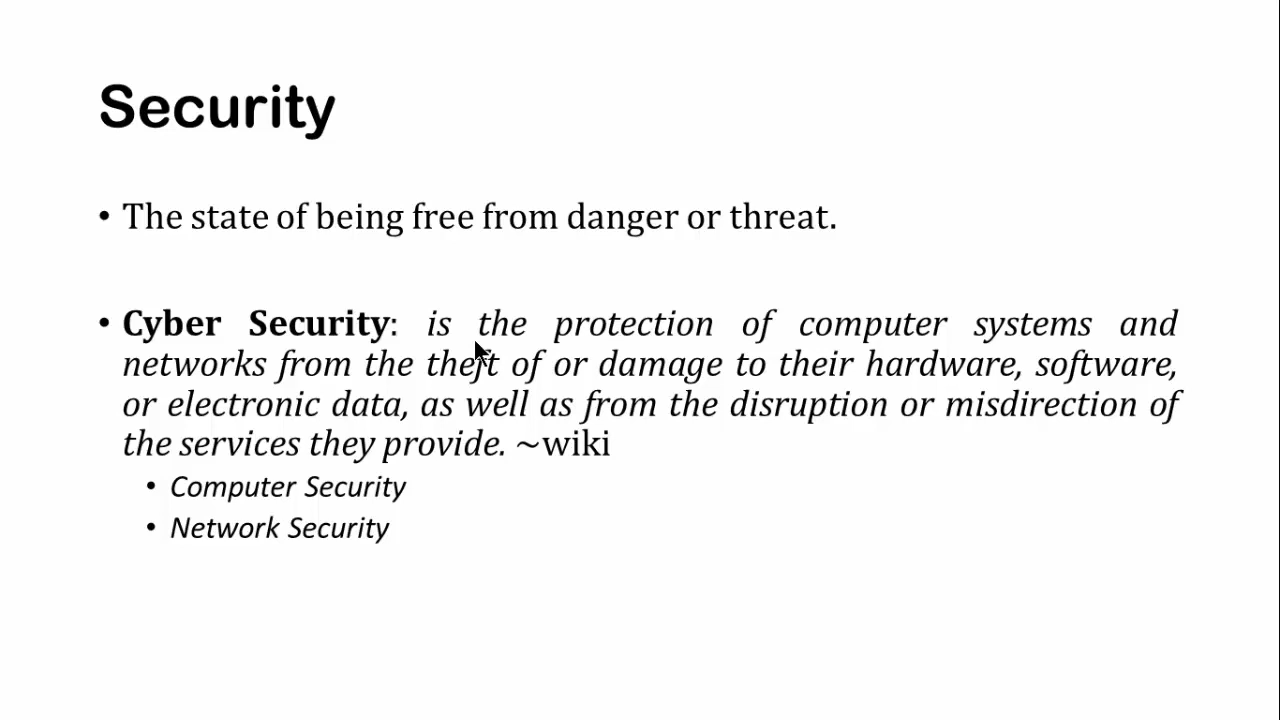 Security
• The state of being free from danger or threat.
• Cyber Security: is the protection of computer systems and
networks from the theft of or damage to their hardware, software,
or electronic data, as well as from the disruption or misdirection of
the services they provide. ~wiki
• Computer Security
• Network Security